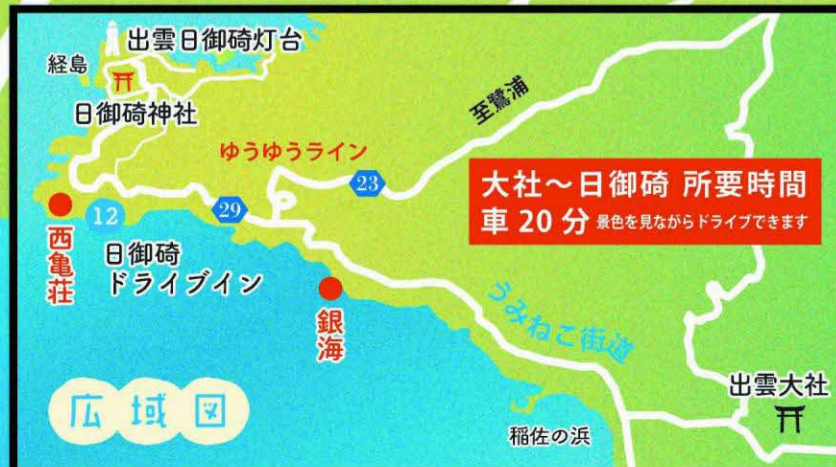 出雲日御碕灯台
経島
日御碕神社
至鷺浦
ゆうゆうライン
23
大社~日御碕 所要時間
車 20 分 景色を見ながらドライブできます
12
29
西亀荘
日御碕
ドライブイン
銀海
うみねこ街道
広域図
出雲大社
稲佐の浜